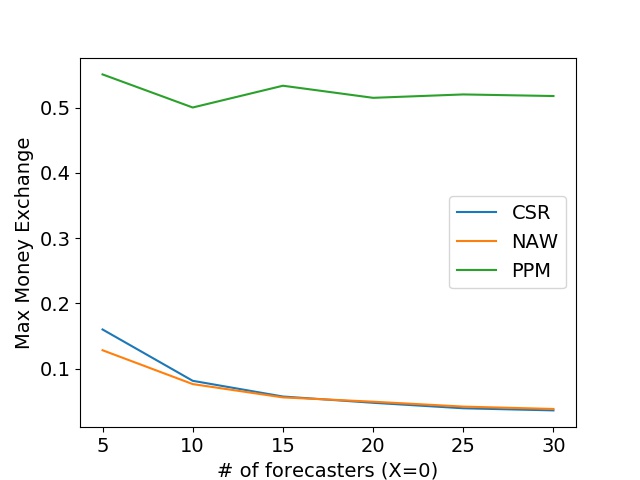 Max Money Exchange
0.5
0.4
0.3
0.2
0.1
CSR
NAW
PPM
5 10 15 20 25 30
# of forecasters (X=0)